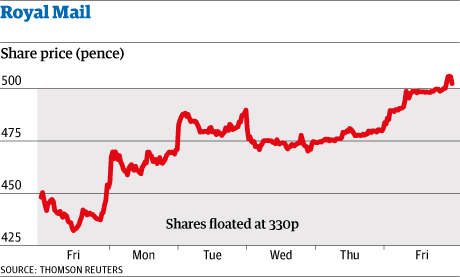 Royal Mail
Share price (pence)
500
475
450
425
Shares floated at 330p
Fri Mon Tue Wed Thu Fri
SOURCE: THOMSON REUTERS